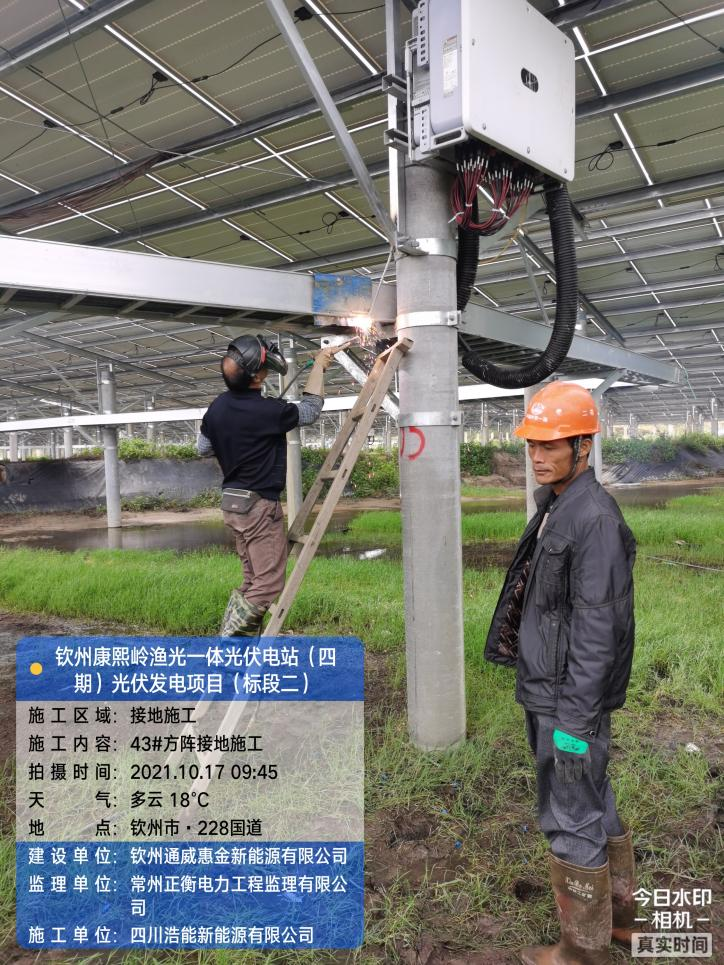 钦州康熙岭渔光一体光伏电站（四
期）光伏发电项目（标段二）
施工区域：接地施工
施工内容：43#方阵接地施工
拍摄时间：2021.10.17 09:45
天气：多云 18℃
地点：钦州市·228国道
建设单位：钦州通威惠金新能源有限公司
监理单位：常州正衡电力工程监理有限公
司
施工单位：四川浩能新能源有限公司
今日水印
相机
真实时间